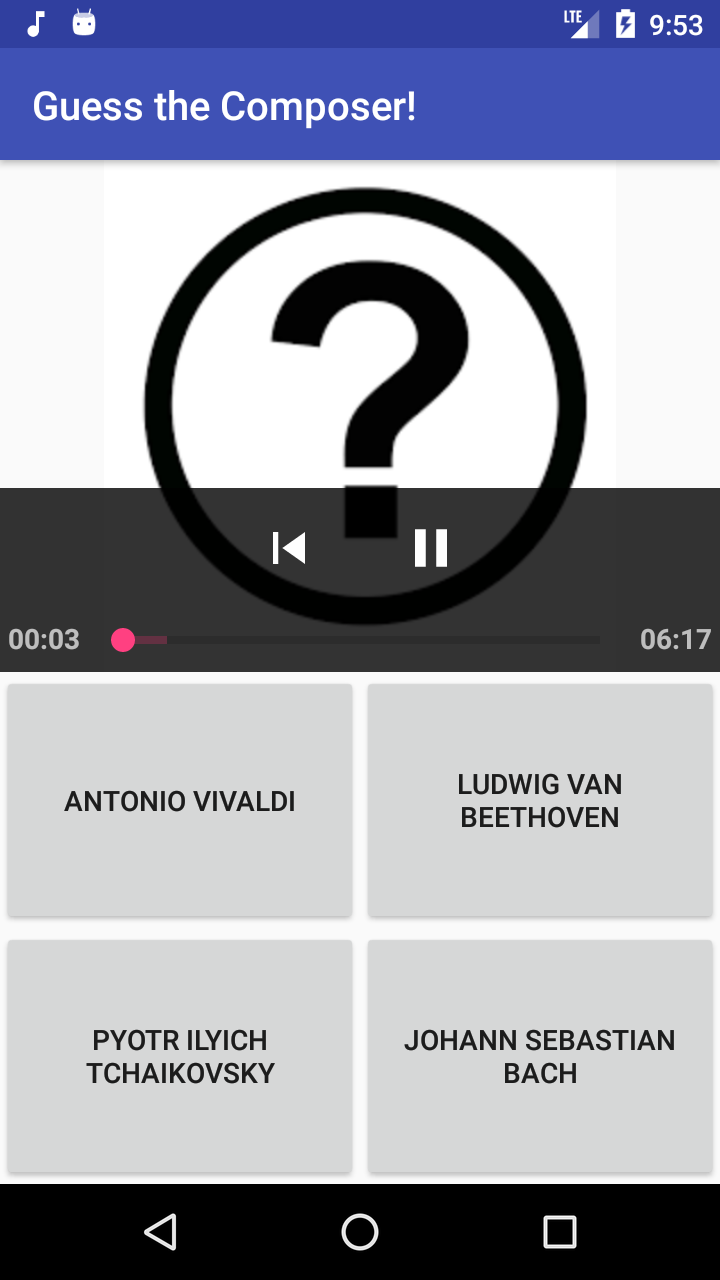 LTE 9:53
Guess the Composer!
?
00:03 06:17
ANTONIO VIVALDI
LUDWIG VAN
BEETHOVEN
PYOTR ILYICH
TCHAIKOVSKY
JOHANN SEBASTIAN
BACH